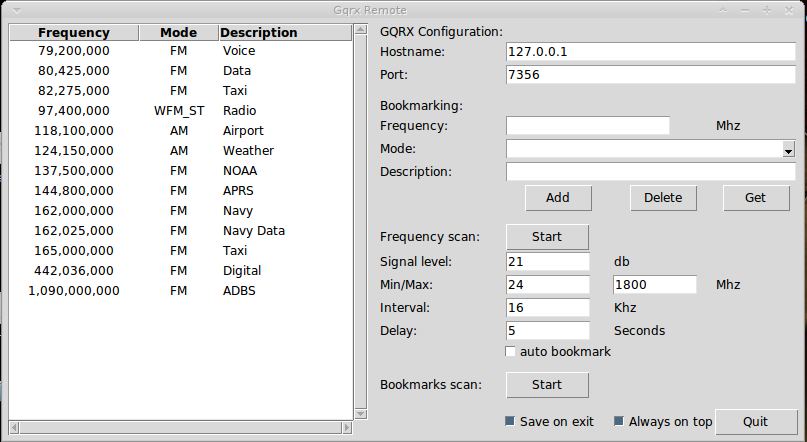 Gqrx Remote
Frequency Mode Description
79,200,000 FM Voice
80,425,000 FM Data
82,275,000 FM Taxi
97,400,000 WFM_ST Radio
118,100,000 AM Airport
124,150,000 AM Weather
137,500,000 FM NOAA
144,800,000 FM APRS
162,000,000 FM Navy
162,025,000 FM Navy Data
165,000,000 FM Taxi
442,036,000 FM Digital
1,090,000,000 FM ADBS
GQRX Configuration:
Hostname: 127.0.0.1
Port: 7356
Bookmarking:
Frequency: Mhz
Mode:
Description:
Add Delete Get
Frequency scan: Start
Signal level: 21 db
Min/Max: 24 1800 Mhz
Interval: 16 Khz
Delay: 5 Seconds
auto bookmark
Bookmarks scan: Start
Save on exit Always on top Quit